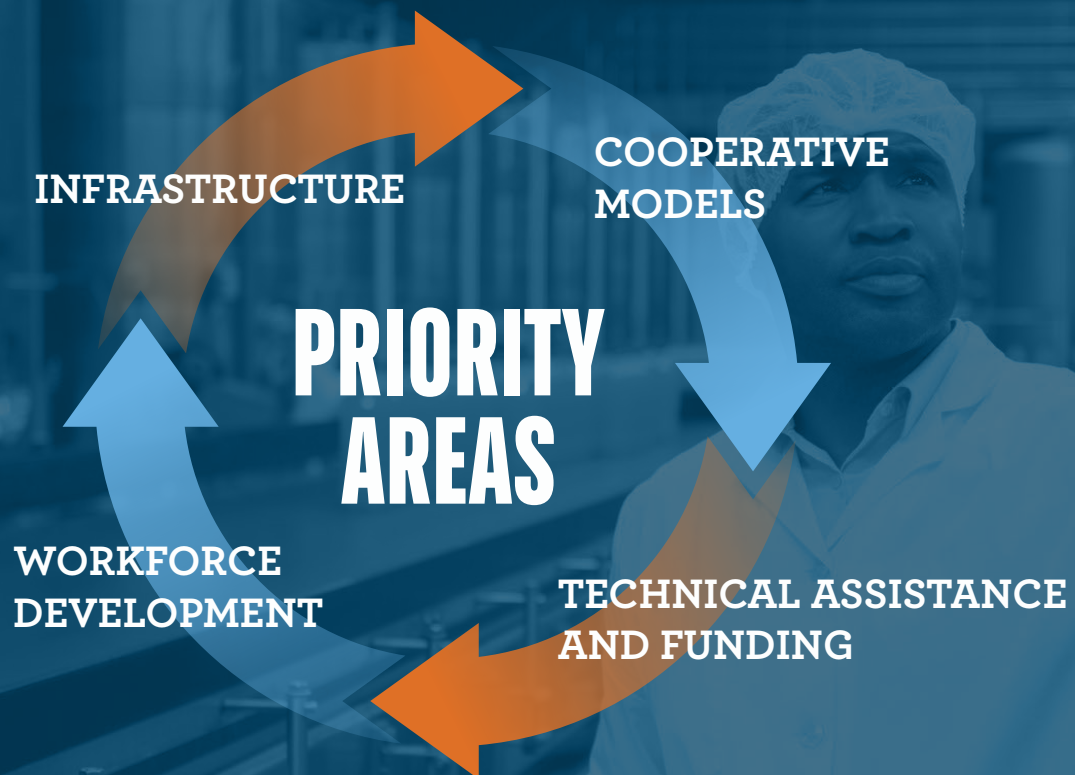 INFRASTRUCTURE
COOPERATIVE
MODELS
PRIORITY
AREAS
WORKFORCE
DEVELOPMENT
TECHNICAL ASSISTANCE
AND FUNDING